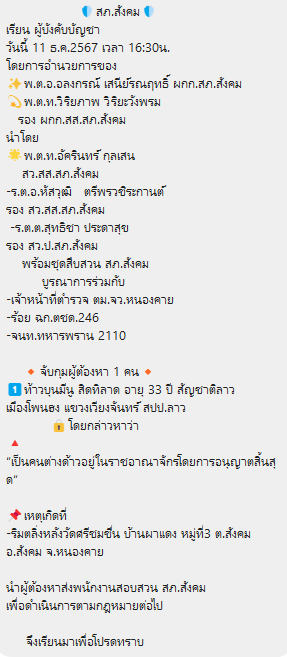 🛡️ สภ.สังคม 🛡️
เรียน ผู้บังคับบัญชา
วันนี้ 11 ธ.ค.2567 เวลา 16:30น.
โดยการอำนวยการของ
✨พ.ต.อ.อลงกรณ์ เสนีย์รณฤทธิ์ ผกก.สภ.สังคม
💫พ.ต.ท.วิริยภาพ วิริยะวังพรม
รอง ผกก.สส.สภ.สังคม
นำโดย
🌟พ.ต.ท.อัครินทร์ กุลเสน
สว.สส.สภ.สังคม
-ร.ต.อ.หัสวุฒิ ตรีพรวชิระกานต์
รอง สว.สส.สภ.สังคม
-ร.ต.ต.สุทธิชา ประดาสุข
รอง สว.ป.สภ.สังคม
พร้อมชุดสืบสวน สภ.สังคม
บูรณาการร่วมกับ
-เจ้าหน้าที่ตำรวจ ตม.จว.หนองคาย
-ร้อย ฉก.ตชด.246
-จนท.ทหารพราน 2110
🔸จับกุมผู้ต้องหา 1 คน🔸
1️⃣ท้าวบุนมีนู สิดทิลาด อายุ 33 ปี สัญชาติลาว
เมืองโพนฮง แขวงเวียงจันทร์ สปป.ลาว
🔒โดยกล่าวหาว่า
🔺
“เป็นคนต่างด้าวอยู่ในราชอาณาจักรโดยการอนุญาตสิ้นสุ
ด”
📌เหตุเกิดที่
-ริมตลิ่งหลังวัดศรีชมชื่น บ้านผาแดง หมู่ที่3 ต.สังคม
อ.สังคม จ.หนองคาย
นำผู้ต้องหาส่งพนักงานสอบสวน สภ.สังคม
เพื่อดำเนินการตามกฎหมายต่อไป
จึงเรียนมาเพื่อโปรดทราบ